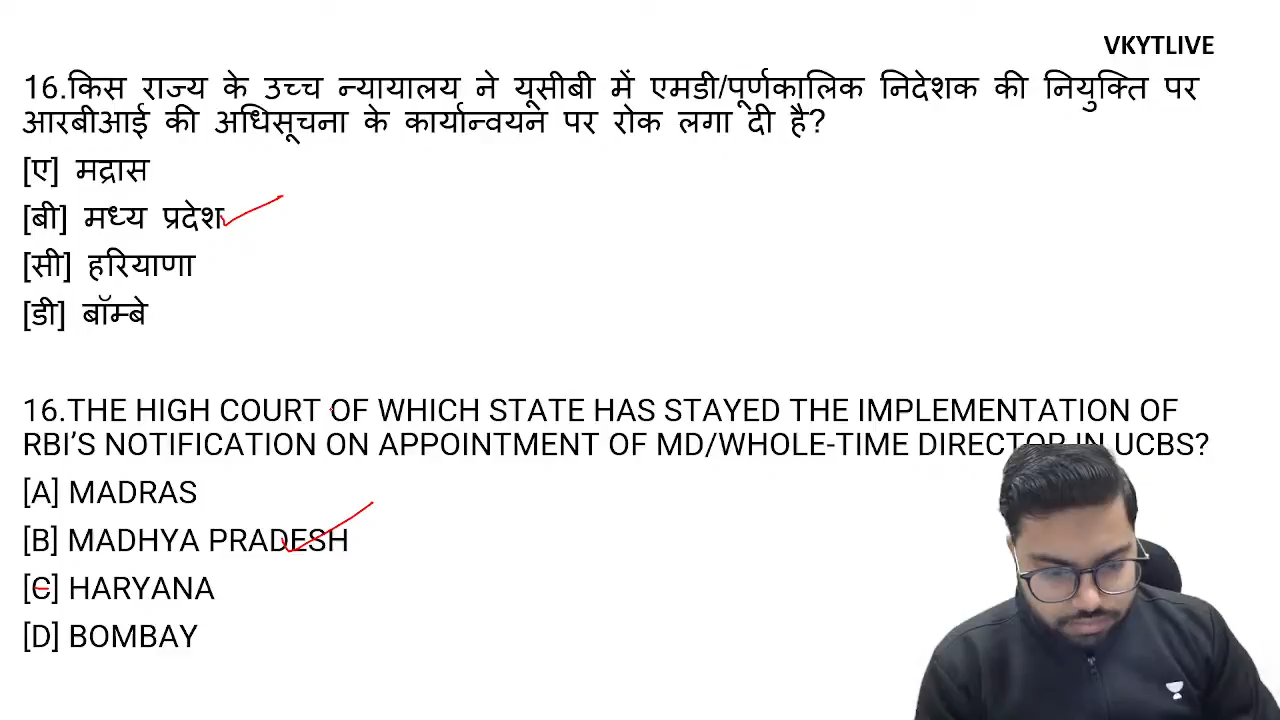 VKYTLIVE
16.किस राज्य के उच्च न्यायालय ने यूसीबी में एमडी/पूर्णकालिक निदेशक की नियुक्ति पर
आरबीआई की अधिसूचना के कार्यान्वयन पर रोक लगा दी है?
[ए] मद्रास
[बी] मध्य प्रदेश
[सी] हरियाणा
[डी] बॉम्बे
16.THE HIGH COURT OF WHICH STATE HAS STAYED THE IMPLEMENTATION OF
RBI’S NOTIFICATION ON APPOINTMENT OF MD/WHOLE-TIME DIRECTOR IN UCBS?
[A] MADRAS
[B] MADHYA PRADESH
[C] HARYANA
[D] BOMBAY